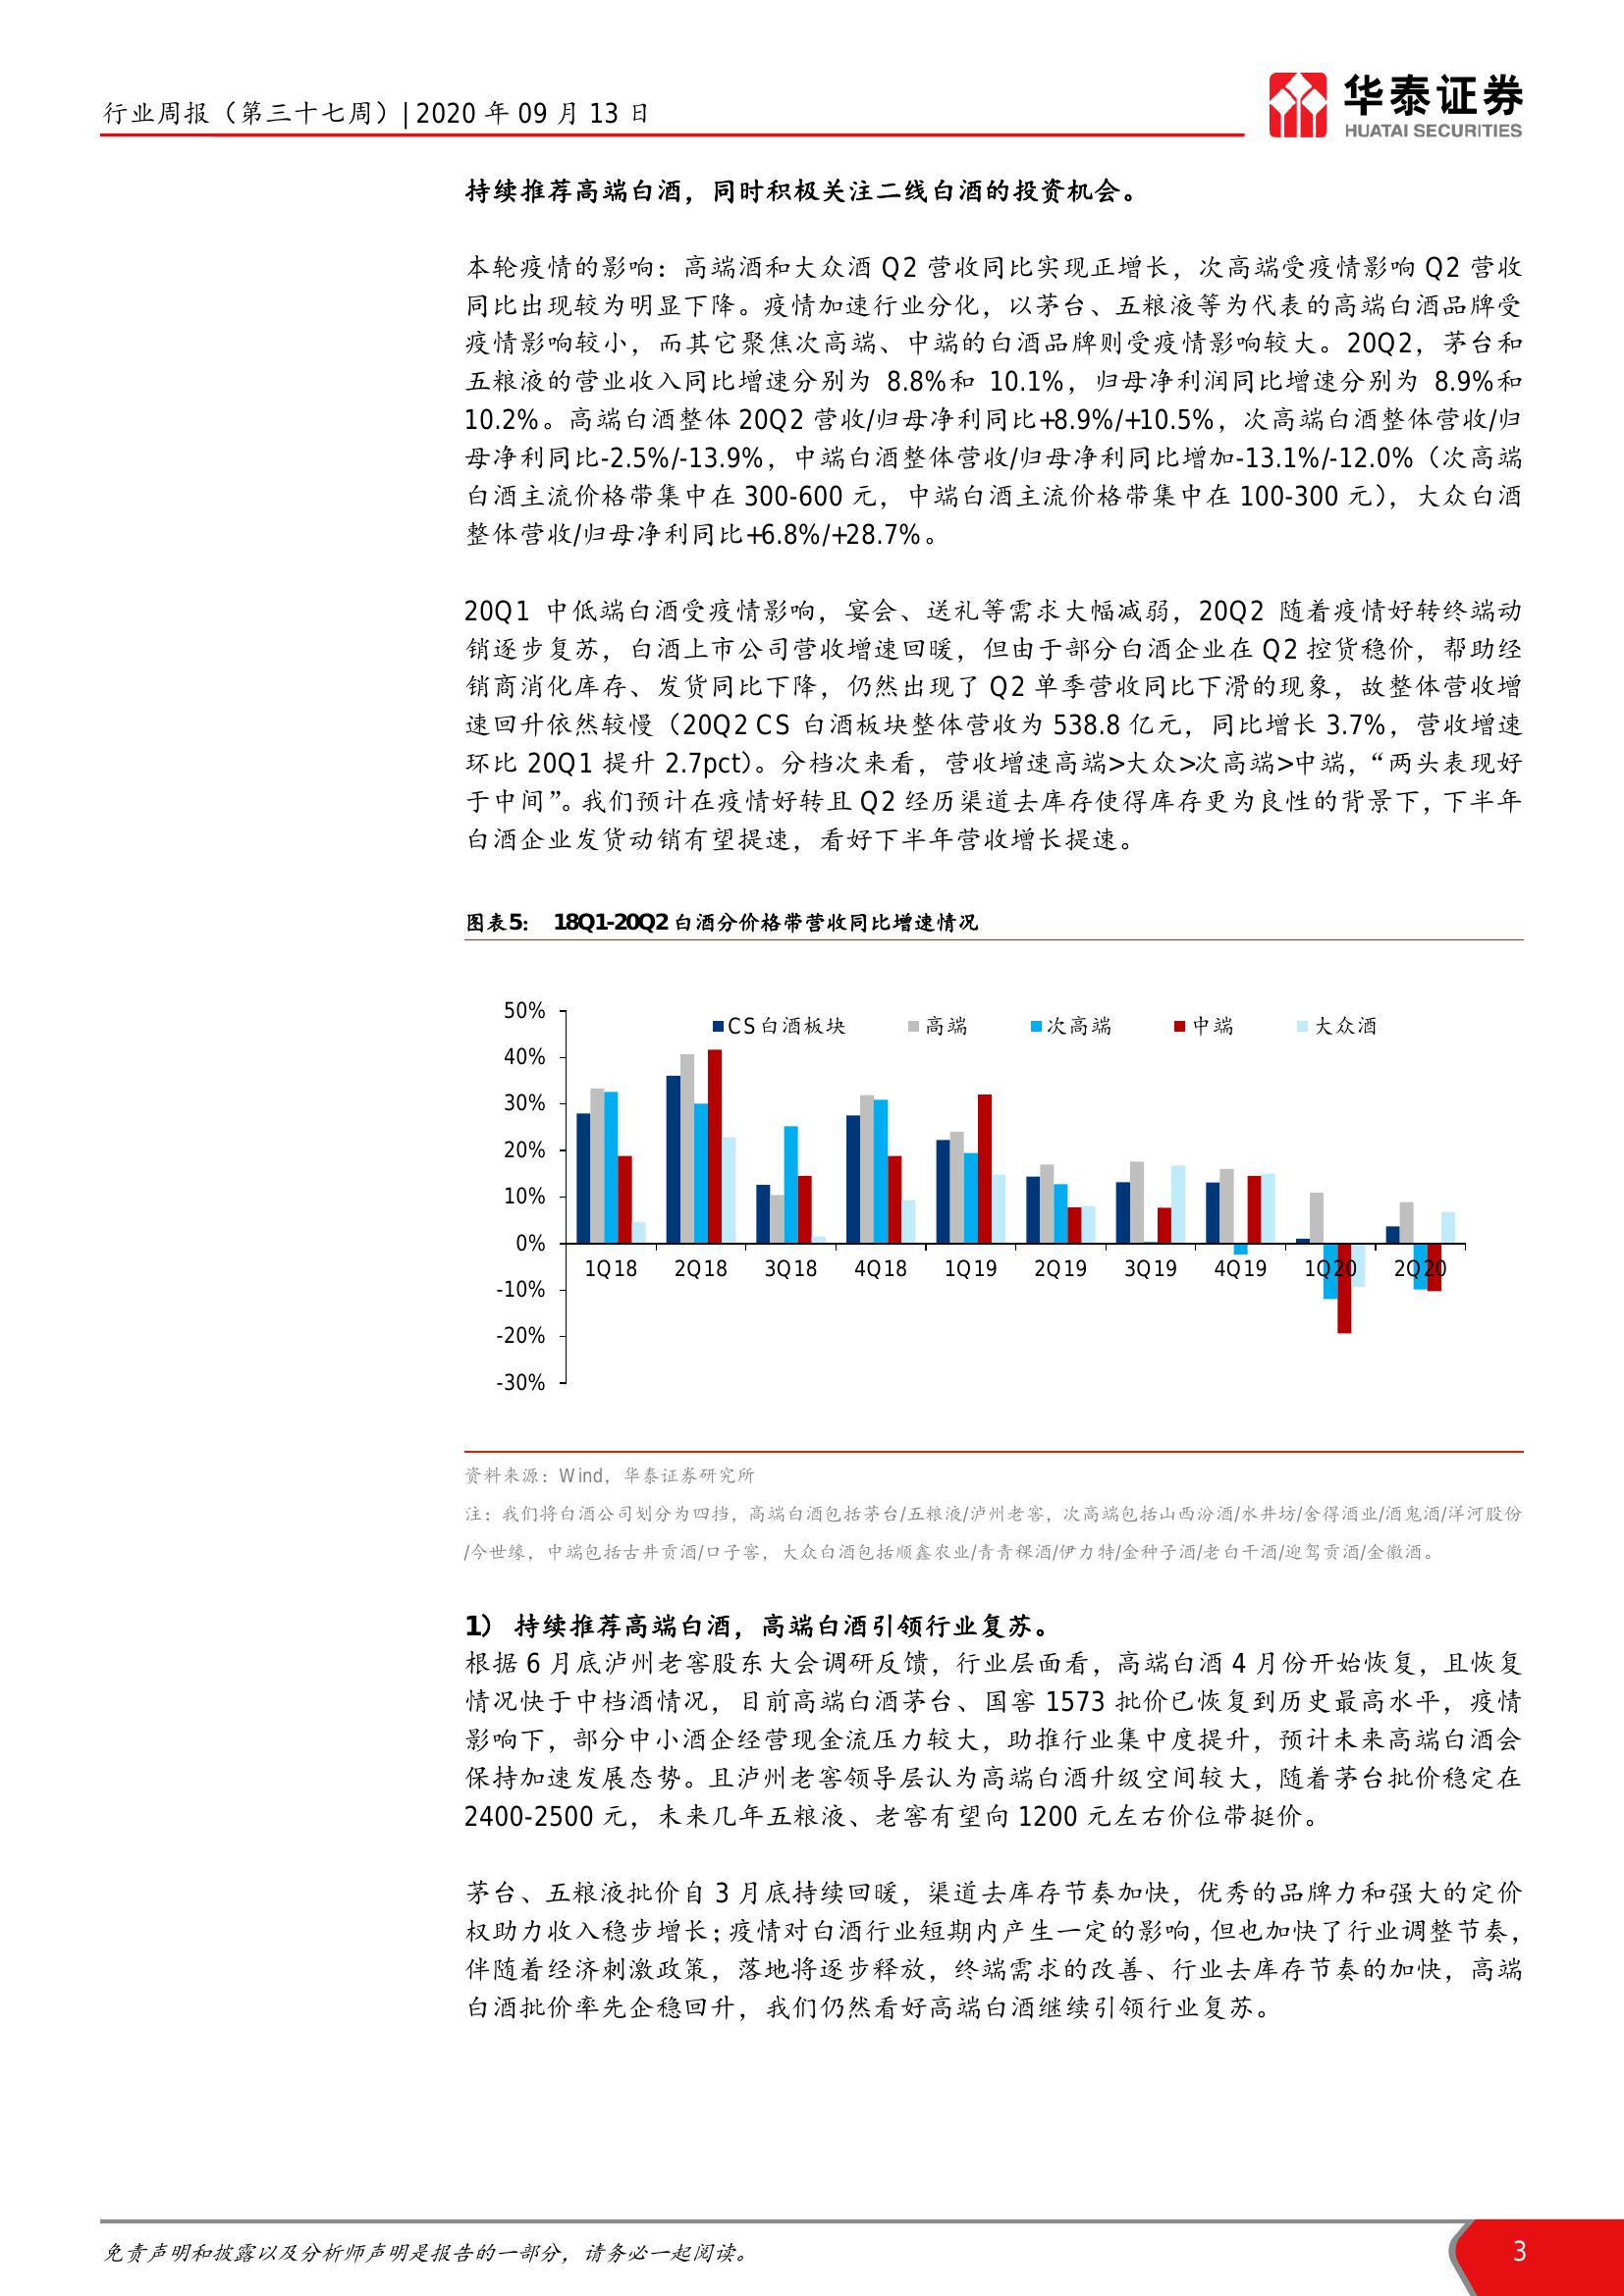 行业周报（第三十七周）| 2020 年 09 月 13 日
华泰证券
HUATAI SECURITIES
持续推荐高端白酒，同时积极关注二线白酒的投资机会。
本轮疫情的影响：高端酒和大众酒 Q2 营收同比实现正增长，次高端受疫情影响 Q2 营收
同比出现较为明显下降。疫情加速行业分化，以茅台、五粮液等为代表的高端白酒品牌受
疫情影响较小，而其它聚焦次高端、中端的白酒品牌则受疫情影响较大。20Q2，茅台和
五粮液的营业收入同比增速分别为 8.8%和 10.1%，归母净利润同比增速分别为 8.9%和
10.2%。高端白酒整体 20Q2 营收/归母净利同比+8.9%/+10.5%，次高端白酒整体营收/归
母净利同比-2.5%/-13.9%，中端白酒整体营收/归母净利同比增加-13.1%/-12.0%（次高端
白酒主流价格带集中在 300-600 元，中端白酒主流价格带集中在 100-300 元），大众白酒
整体营收/归母净利同比+6.8%/+28.7%。
20Q1 中低端白酒受疫情影响，宴会、送礼等需求大幅减弱，20Q2 随着疫情好转终端动
销逐步复苏，白酒上市公司营收增速回暖，但由于部分白酒企业在 Q2 控货稳价，帮助经
销商消化库存、发货同比下降，仍然出现了 Q2 单季营收同比下滑的现象，故整体营收增
速回升依然较慢（20Q2 CS 白酒板块整体营收为 538.8 亿元，同比增长 3.7%，营收增速
环比 20Q1 提升 2.7pct）。分档次来看，营收增速高端>大众>次高端>中端，“两头表现好
于中间”。我们预计在疫情好转且 Q2 经历渠道去库存使得库存更为良性的背景下，下半年
白酒企业发货动销有望提速，看好下半年营收增长提速。
图表5： 18Q1-20Q2 白酒分价格带营收同比增速情况
CS白酒板块 高端 次高端 中端 大众酒
50%
40%
30%
20%
10%
0%
-10%
-20%
-30%
1Q18 2Q18 3Q18 4Q18 1Q19 2Q19 3Q19 4Q19 1Q20 2Q20
资料来源：Wind，华泰证券研究所
注：我们将白酒公司划分为四挡，高端白酒包括茅台/五粮液/泸州老窖，次高端包括山西汾酒/水井坊/舍得酒业/酒鬼酒/洋河股份
/今世缘，中端包括古井贡酒/口子窖，大众白酒包括顺鑫农业/青青稞酒/伊力特/金种子酒/老白干酒/迎驾贡酒/金徽酒。
1） 持续推荐高端白酒，高端白酒引领行业复苏。
根据 6 月底泸州老窖股东大会调研反馈，行业层面看，高端白酒 4 月份开始恢复，且恢复
情况快于中档酒情况，目前高端白酒茅台、国窖 1573 批价已恢复到历史最高水平，疫情
影响下，部分中小酒企经营现金流压力较大，助推行业集中度提升，预计未来高端白酒会
保持加速发展态势。且泸州老窖领导层认为高端白酒升级空间较大，随着茅台批价稳定在
2400-2500 元，未来几年五粮液、老窖有望向 1200 元左右价位带挺价。
茅台、五粮液批价自 3 月底持续回暖，渠道去库存节奏加快，优秀的品牌力和强大的定价
权助力收入稳步增长；疫情对白酒行业短期内产生一定的影响，但也加快了行业调整节奏，
伴随着经济刺激政策，落地将逐步释放，终端需求的改善、行业去库存节奏的加快，高端
白酒批价率先企稳回升，我们仍然看好高端白酒继续引领行业复苏。
免责声明和披露以及分析师声明是报告的一部分，请务必一起阅读。
3